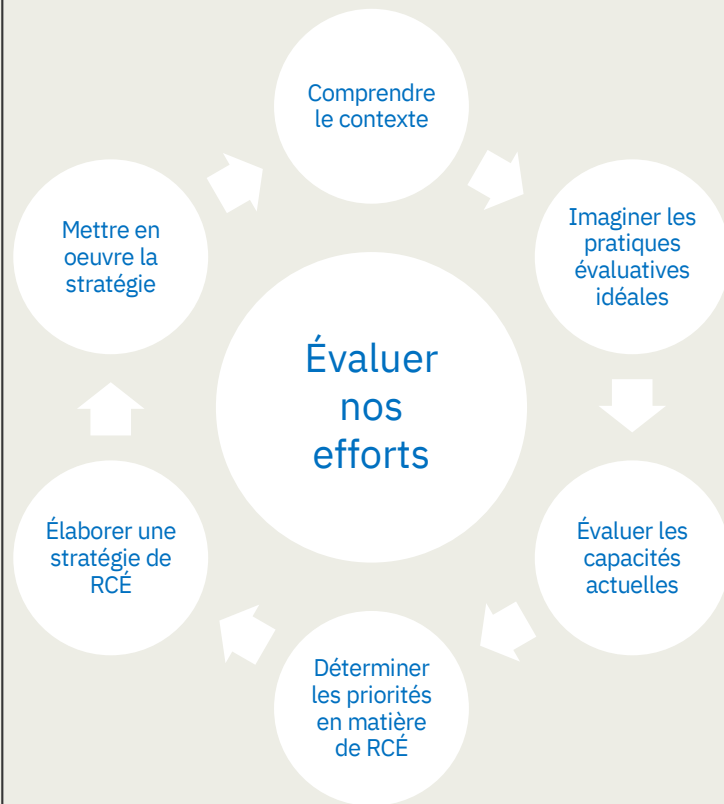 Comprendre
le contexte
Imaginer les
pratiques
évaluatives
idéales
Évaluer les
capacités
actuelles
Déterminer
les priorités
en matière
de RCÉ
Élaborer une
stratégie de
RCÉ
Mettre en
oeuvre la
stratégie
Évaluer
nos
efforts